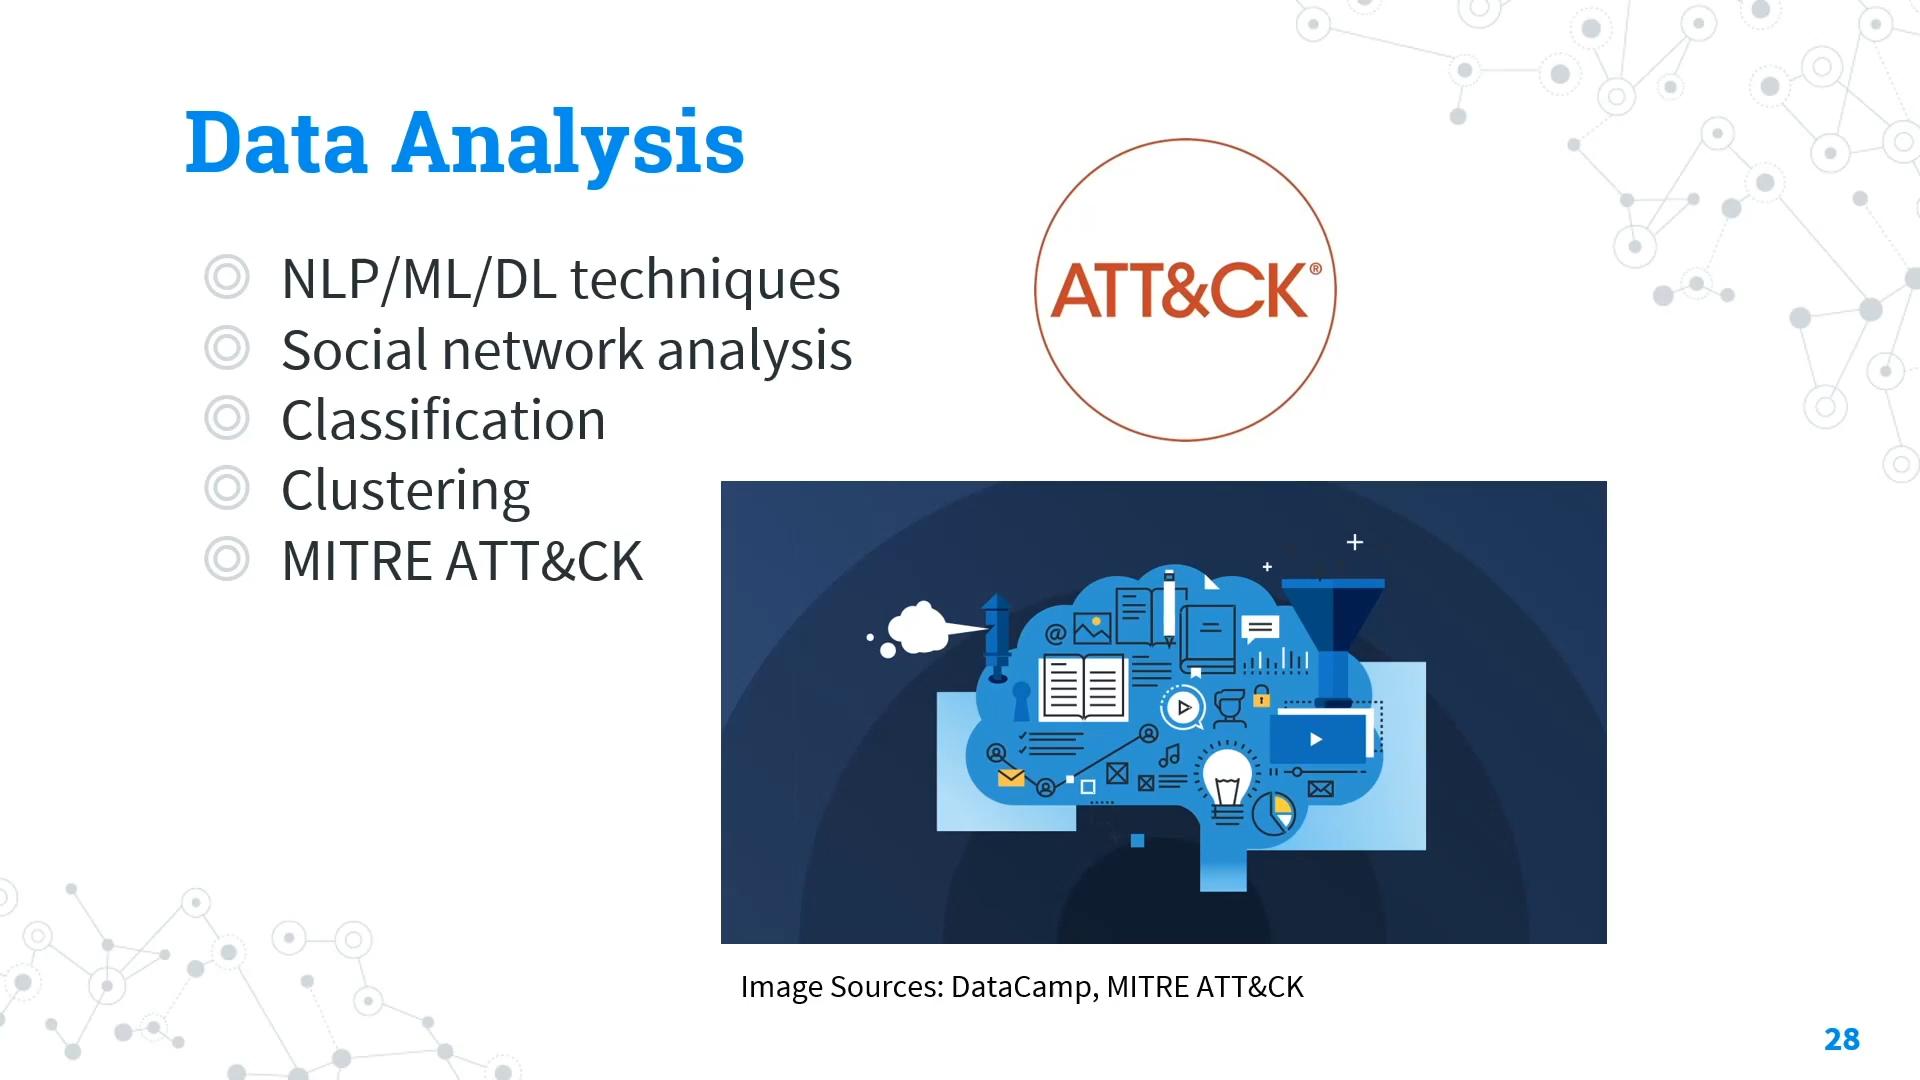 Data Analysis
NLP/ML/DL techniques
Social network analysis
Classification
Clustering
MITRE ATT&CK
ATT&CK®
@
Image Sources: DataCamp, MITRE ATT&CK
28